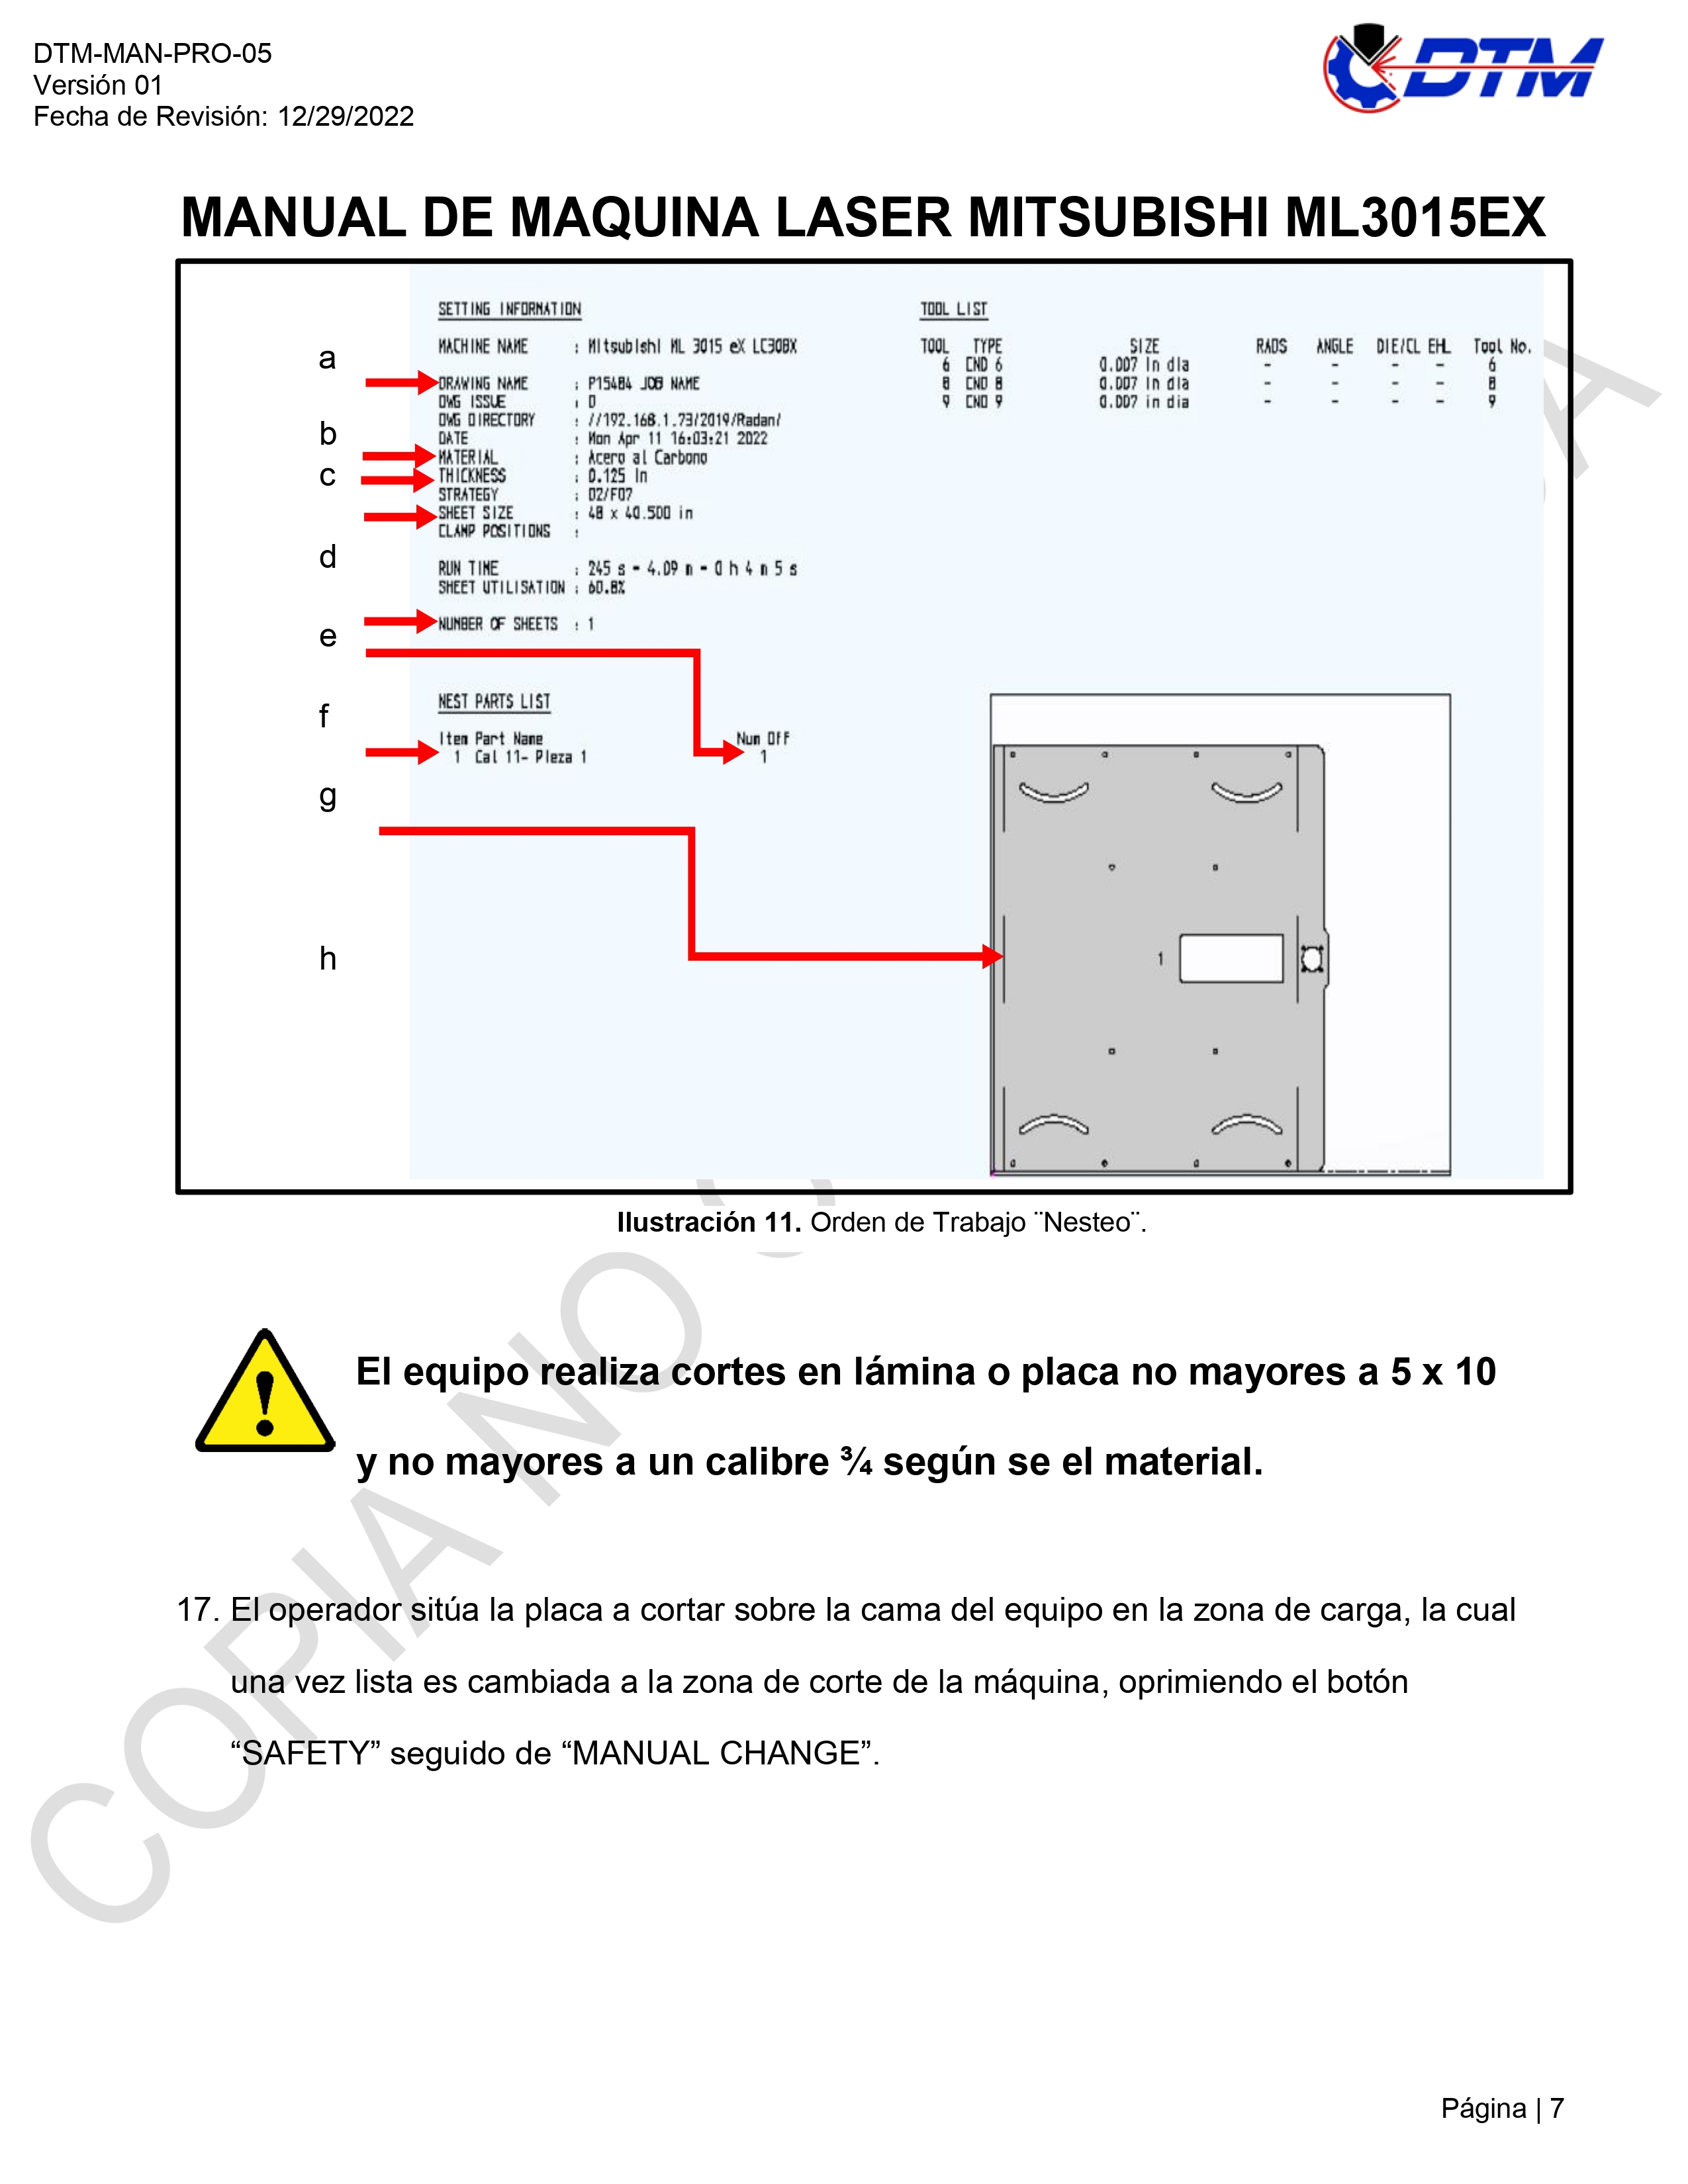 DTM-MAN-PRO-05
Versión 01
Fecha de Revisión: 12/29/2022
DTM
MANUAL DE MAQUINA LASER MITSUBISHI ML3015EX
SETTING INFORMATION
MACHINE NAME : Mitsubishi ML 3015 eX LC30BX
DRAWING NAME : P15484 JOB NAME
DWG ISSUE : 0
DWG DIRECTORY : //192.168.1.73/2019/Radan/
DATE : Mon Apr 11 16:03:21 2022
MATERIAL : Acero al Carbono
THICKNESS : 0.125 in
STRATEGY : 02/F07
SHEET SIZE : 48 x 40.500 in
CLAMP POSITIONS :
RUN TIME : 245 s = 4.09 m = 0 h 4 m 5 s
SHEET UTILISATION : 60.8%
NUMBER OF SHEETS : 1
NEST PARTS LIST
Item Part Name Num Off
1 Cal 11- Pieza 1 1
TOOL LIST
TOOL TYPE SIZE RADS ANGLE DIE/CL EHL Tool No.
6 CND 6 0.007 in dia - - - - 6
8 CND 8 0.007 in dia - - - - 8
9 CND 9 0.007 in dia - - - - 9
a
b
c
d
e
f
g
h
1
Ilustración 11. Orden de Trabajo ¨Nesteo¨.
El equipo realiza cortes en lámina o placa no mayores a 5 x 10
y no mayores a un calibre ¾ según se el material.
17. El operador sitúa la placa a cortar sobre la cama del equipo en la zona de carga, la cual
una vez lista es cambiada a la zona de corte de la máquina, oprimiendo el botón
“SAFETY” seguido de “MANUAL CHANGE”.
COPIA NO
Página | 7